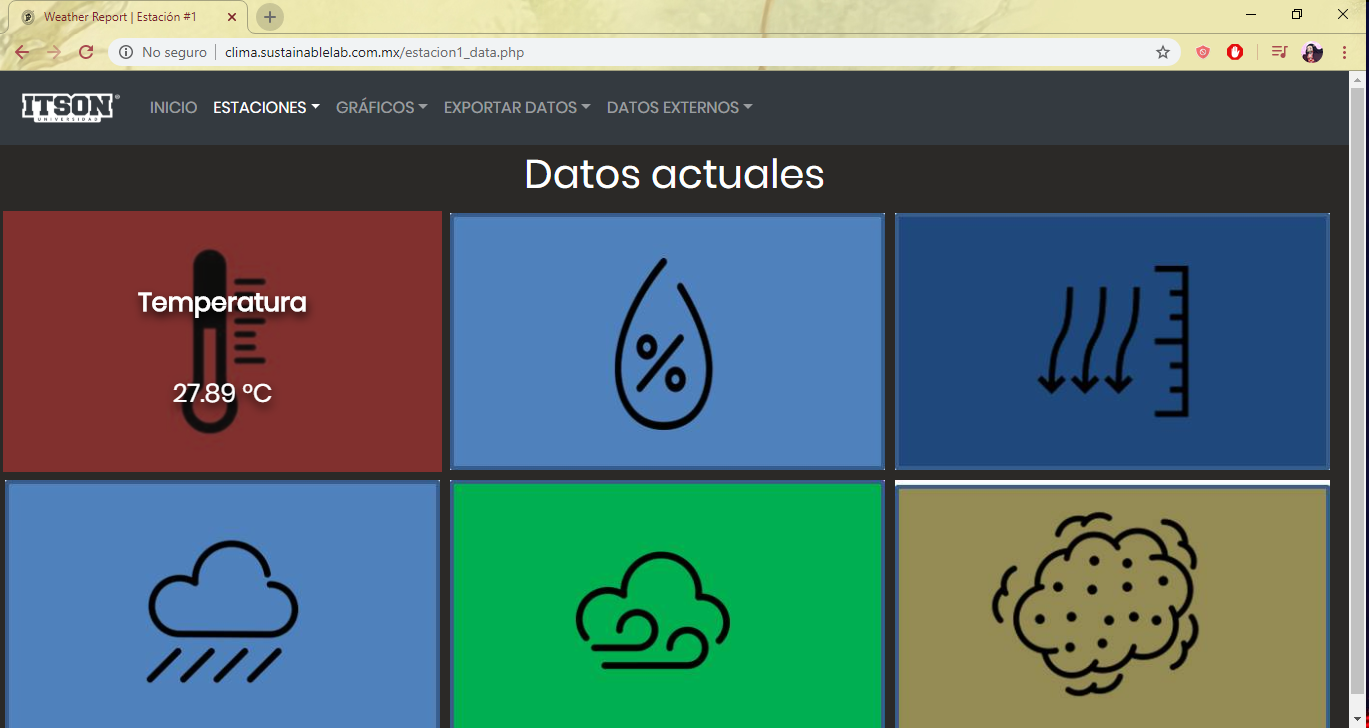 Weather Report | Estación #1
No seguro
clima.sustainablelab.com.mx/estacion1_data.php
ITSON®
UNIVERSIDAD
INICIO
ESTACIONES
GRÁFICOS
EXPORTAR DATOS
DATOS EXTERNOS
Datos actuales
Temperatura
27.89 °C
%